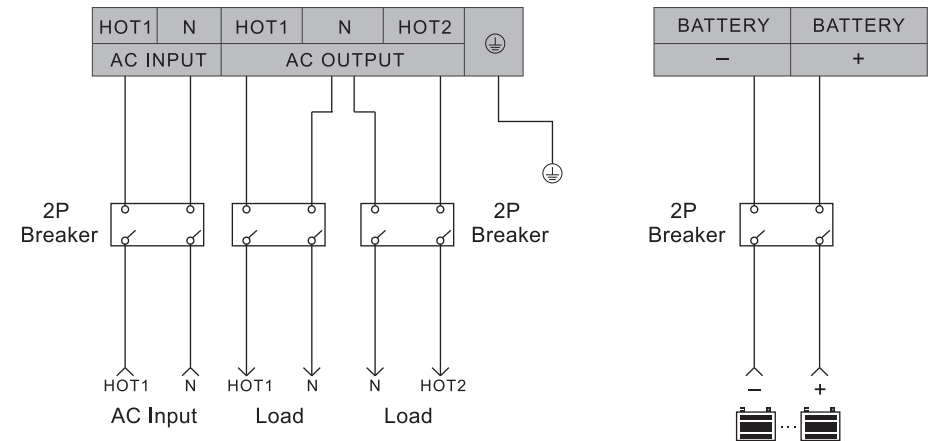 HOT1 N HOT1 N HOT2 BATTERY BATTERY
AC INPUT AC OUTPUT − +
2P
Breaker
2P
Breaker
2P
Breaker
HOT1 N HOT1 N N HOT2 − +
AC Input Load Load
...